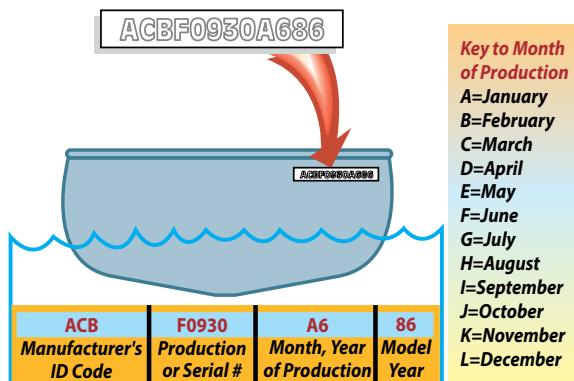 ACBF0930A686
Key to Month
of Production
A=January
B=February
C=March
D=April
E=May
F=June
G=July
H=August
I=September
J=October
K=November
L=December
ACBF0930A686
ACB
Manufacturer's
ID Code
F0930
Production
or Serial #
A6
Month, Year
of Production
86
Model
Year